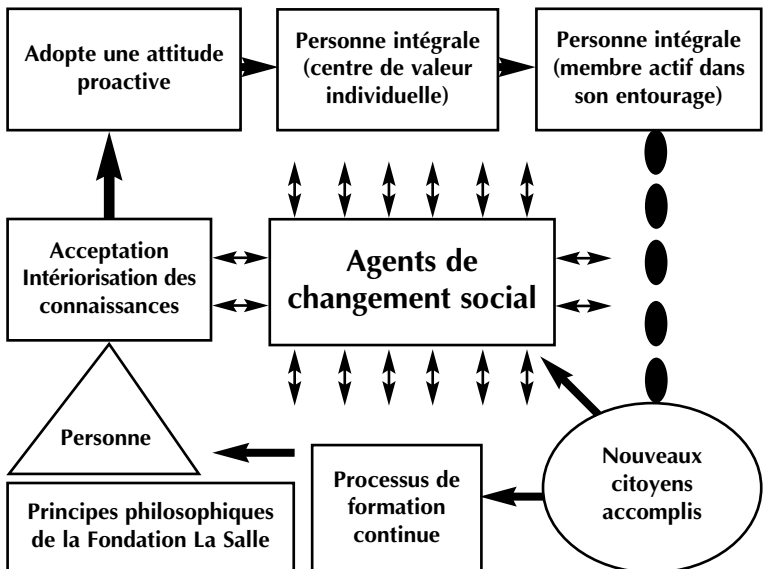 Adopte une attitude
proactive
Personne intégrale
(centre de valeur
individuelle)
Personne intégrale
(membre actif dans
son entourage)
Acceptation
Intériorisation des
connaissances
Agents de
changement social
Personne
Principes philosophiques
de la Fondation La Salle
Processus de
formation
continue
Nouveaux
citoyens
accomplis